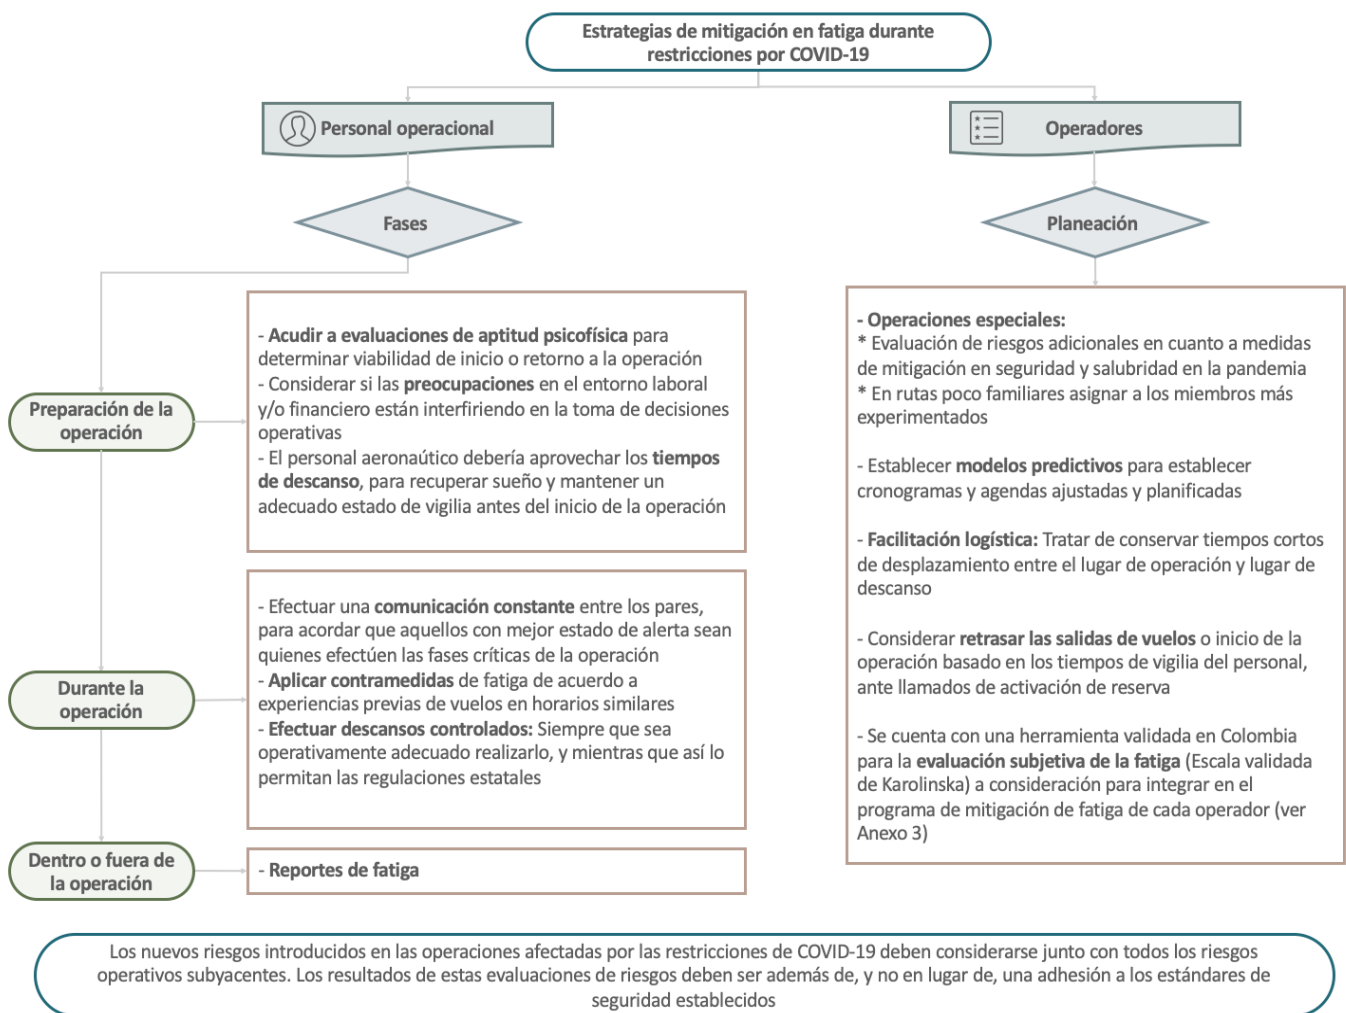 Estrategias de mitigación en fatiga durante
restricciones por COVID-19
Personal operacional
Operadores
Fases
Planeación
Preparación de la
operación
- Acudir a evaluaciones de aptitud psicofísica para
determinar viabilidad de inicio o retorno a la operación
- Considerar si las preocupaciones en el entorno laboral
y/o financiero están interfiriendo en la toma de decisiones
operativas
- El personal aeronaútico debería aprovechar los tiempos
de descanso, para recuperar sueño y mantener un
adecuado estado de vigilia antes del inicio de la operación
Durante la
operación
- Efectuar una comunicación constante entre los pares,
para acordar que aquellos con mejor estado de alerta sean
quienes efectúen las fases críticas de la operación
- Aplicar contramedidas de fatiga de acuerdo a
experiencias previas de vuelos en horarios similares
- Efectuar descansos controlados: Siempre que sea
operativamente adecuado realizarlo, y mientras que así lo
permitan las regulaciones estatales
Dentro o fuera de
la operación
- Reportes de fatiga
- Operaciones especiales:
* Evaluación de riesgos adicionales en cuanto a medidas
de mitigación en seguridad y salubridad en la pandemia
* En rutas poco familiares asignar a los miembros más
experimentados
- Establecer modelos predictivos para establecer
cronogramas y agendas ajustadas y planificadas
- Facilitación logística: Tratar de conservar tiempos cortos
de desplazamiento entre el lugar de operación y lugar de
descanso
- Considerar retrasar las salidas de vuelos o inicio de la
operación basado en los tiempos de vigilia del personal,
ante llamados de activación de reserva
- Se cuenta con una herramienta validada en Colombia
para la evaluación subjetiva de la fatiga (Escala validada
de Karolinska) a consideración para integrar en el
programa de mitigación de fatiga de cada operador (ver
Anexo 3)
Los nuevos riesgos introducidos en las operaciones afectadas por las restricciones de COVID-19 deben considerarse junto con todos los riesgos
operativos subyacentes. Los resultados de estas evaluaciones de riesgos deben ser además de, y no en lugar de, una adhesión a los estándares de
seguridad establecidos